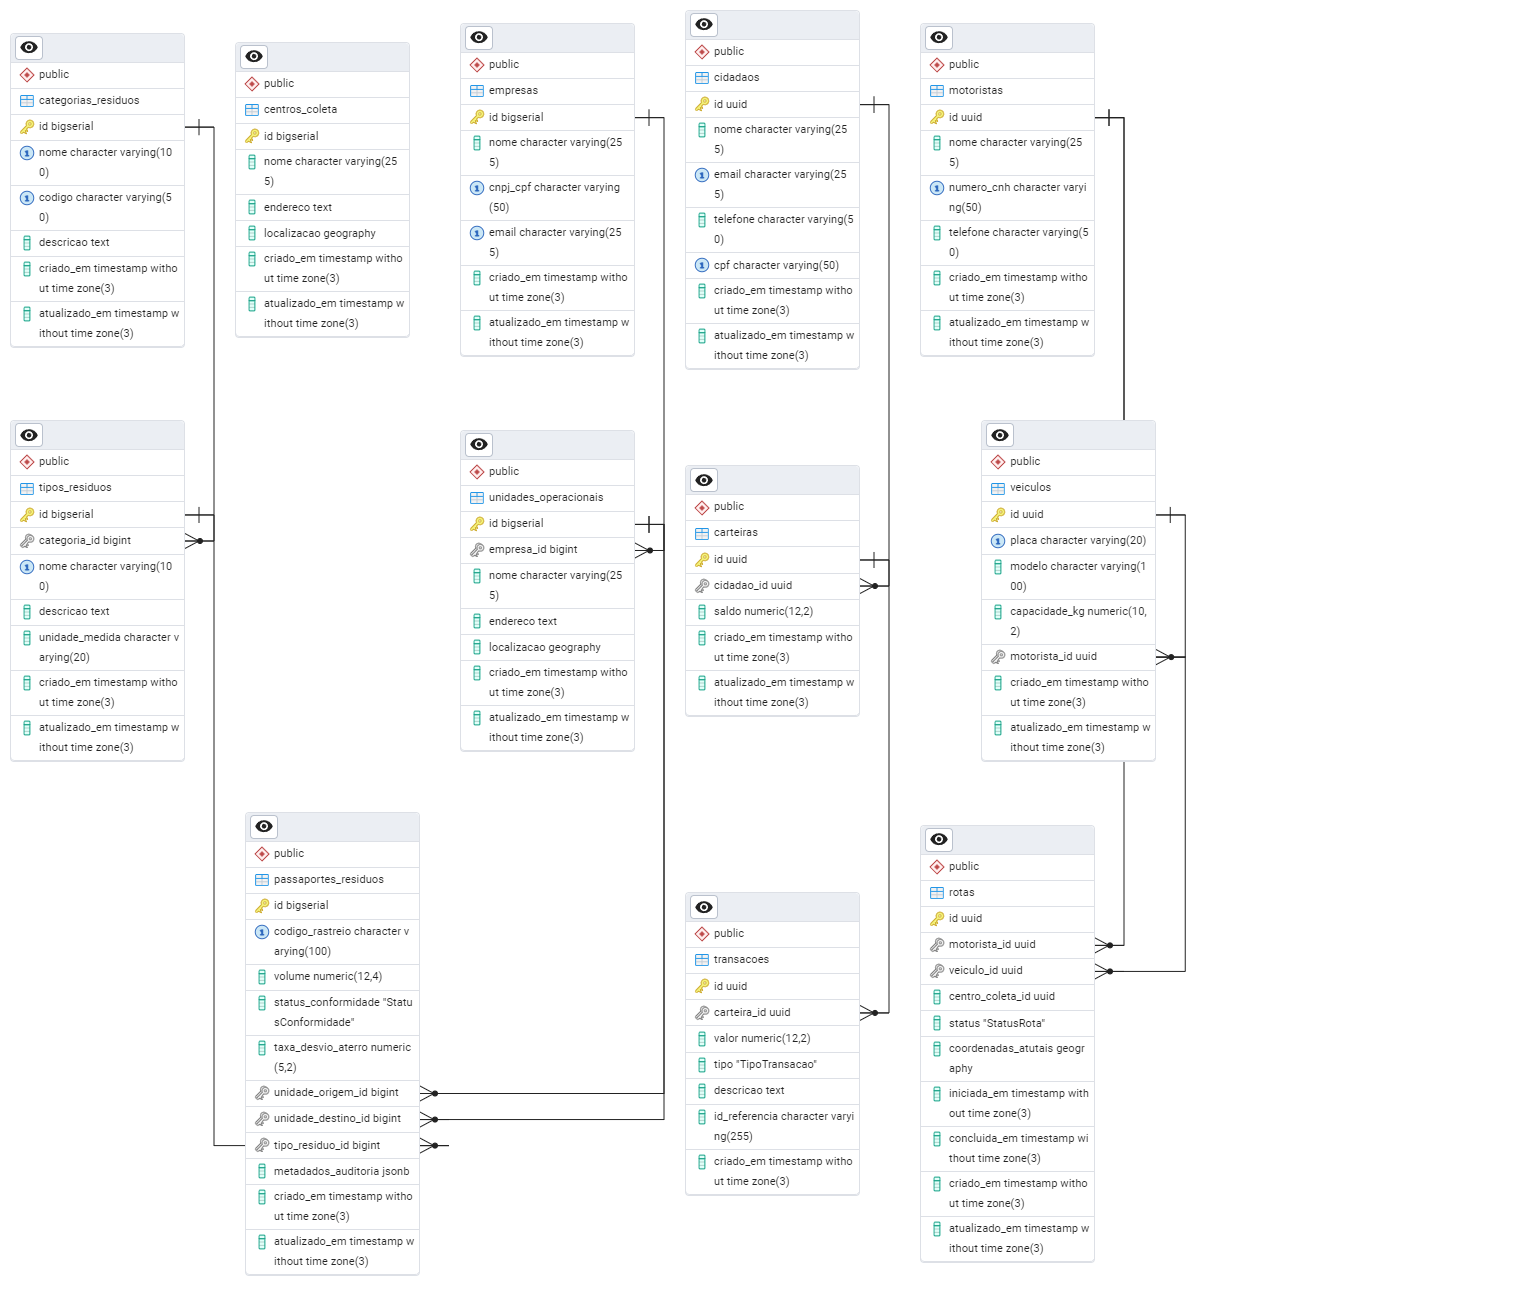 public
categorias_residuos
id bigserial
nome character varying(10
0)
codigo character varying(5
0)
descricao text
criado_em timestamp witho
ut time zone(3)
atualizado_em timestamp w
ithout time zone(3)
public
centros_coleta
id bigserial
nome character varying(25
5)
endereco text
localizacao geography
criado_em timestamp witho
ut time zone(3)
atualizado_em timestamp w
ithout time zone(3)
public
empresas
id bigserial
nome character varying(25
5)
cnpj_cpf character varying
(50)
email character varying(25
5)
criado_em timestamp witho
ut time zone(3)
atualizado_em timestamp w
ithout time zone(3)
public
cidadaos
id uuid
nome character varying(25
5)
email character varying(25
5)
telefone character varying(5
0)
cpf character varying(50)
criado_em timestamp witho
ut time zone(3)
atualizado_em timestamp w
ithout time zone(3)
public
motoristas
id uuid
nome character varying(25
5)
numero_cnh character varyi
ng(50)
telefone character varying(5
0)
criado_em timestamp witho
ut time zone(3)
atualizado_em timestamp w
ithout time zone(3)
public
tipos_residuos
id bigserial
categoria_id bigint
nome character varying(10
0)
descricao text
unidade_medida character v
arying(20)
criado_em timestamp witho
ut time zone(3)
atualizado_em timestamp w
ithout time zone(3)
public
unidades_operacionais
id bigserial
empresa_id bigint
nome character varying(25
5)
endereco text
localizacao geography
criado_em timestamp witho
ut time zone(3)
atualizado_em timestamp w
ithout time zone(3)
public
carteiras
id uuid
cidadao_id uuid
saldo numeric(12,2)
criado_em timestamp witho
ut time zone(3)
atualizado_em timestamp w
ithout time zone(3)
public
veiculos
id uuid
placa character varying(20)
modelo character varying(1
00)
capacidade_kg numeric(10,
2)
motorista_id uuid
criado_em timestamp witho
ut time zone(3)
atualizado_em timestamp w
ithout time zone(3)
public
passaportes_residuos
id bigserial
codigo_rastreio character v
arying(100)
volume numeric(12,4)
status_conformidade "Statu
sConformidade"
taxa_desvio_aterro numeric
(5,2)
unidade_origem_id bigint
unidade_destino_id bigint
tipo_residuo_id bigint
metadados_auditoria jsonb
criado_em timestamp witho
ut time zone(3)
atualizado_em timestamp w
ithout time zone(3)
public
transacoes
id uuid
carteira_id uuid
valor numeric(12,2)
tipo "TipoTransacao"
descricao text
id_referencia character varyi
ng(255)
criado_em timestamp witho
ut time zone(3)
public
rotas
id uuid
motorista_id uuid
veiculo_id uuid
centro_coleta_id uuid
status "StatusRota"
coordenadas_atutais geogr
aphy
iniciada_em timestamp with
out time zone(3)
concluida_em timestamp wi
thout time zone(3)
criado_em timestamp witho
ut time zone(3)
atualizado_em timestamp w
ithout time zone(3)